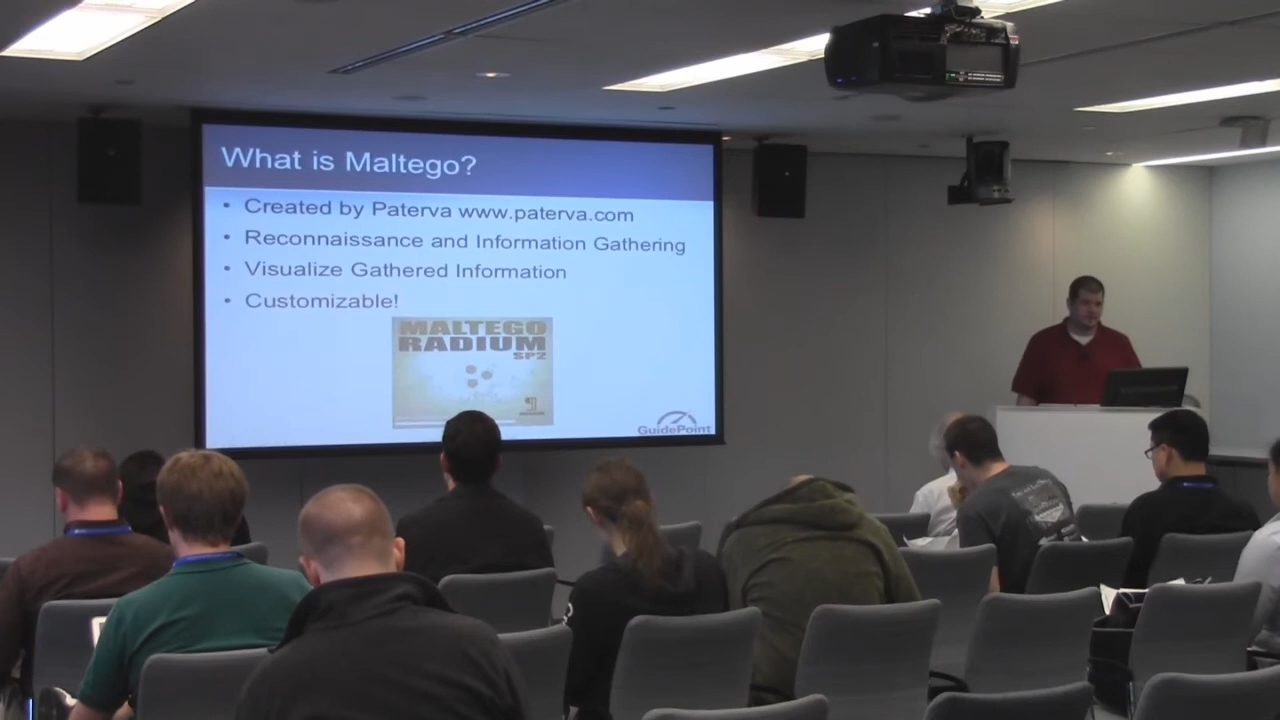 What is Maltego?
• Created by Paterva www.paterva.com
• Reconnaissance and Information Gathering
• Visualize Gathered Information
• Customizable!
MALTEGO
RADIUM
SP2
GuidePoint